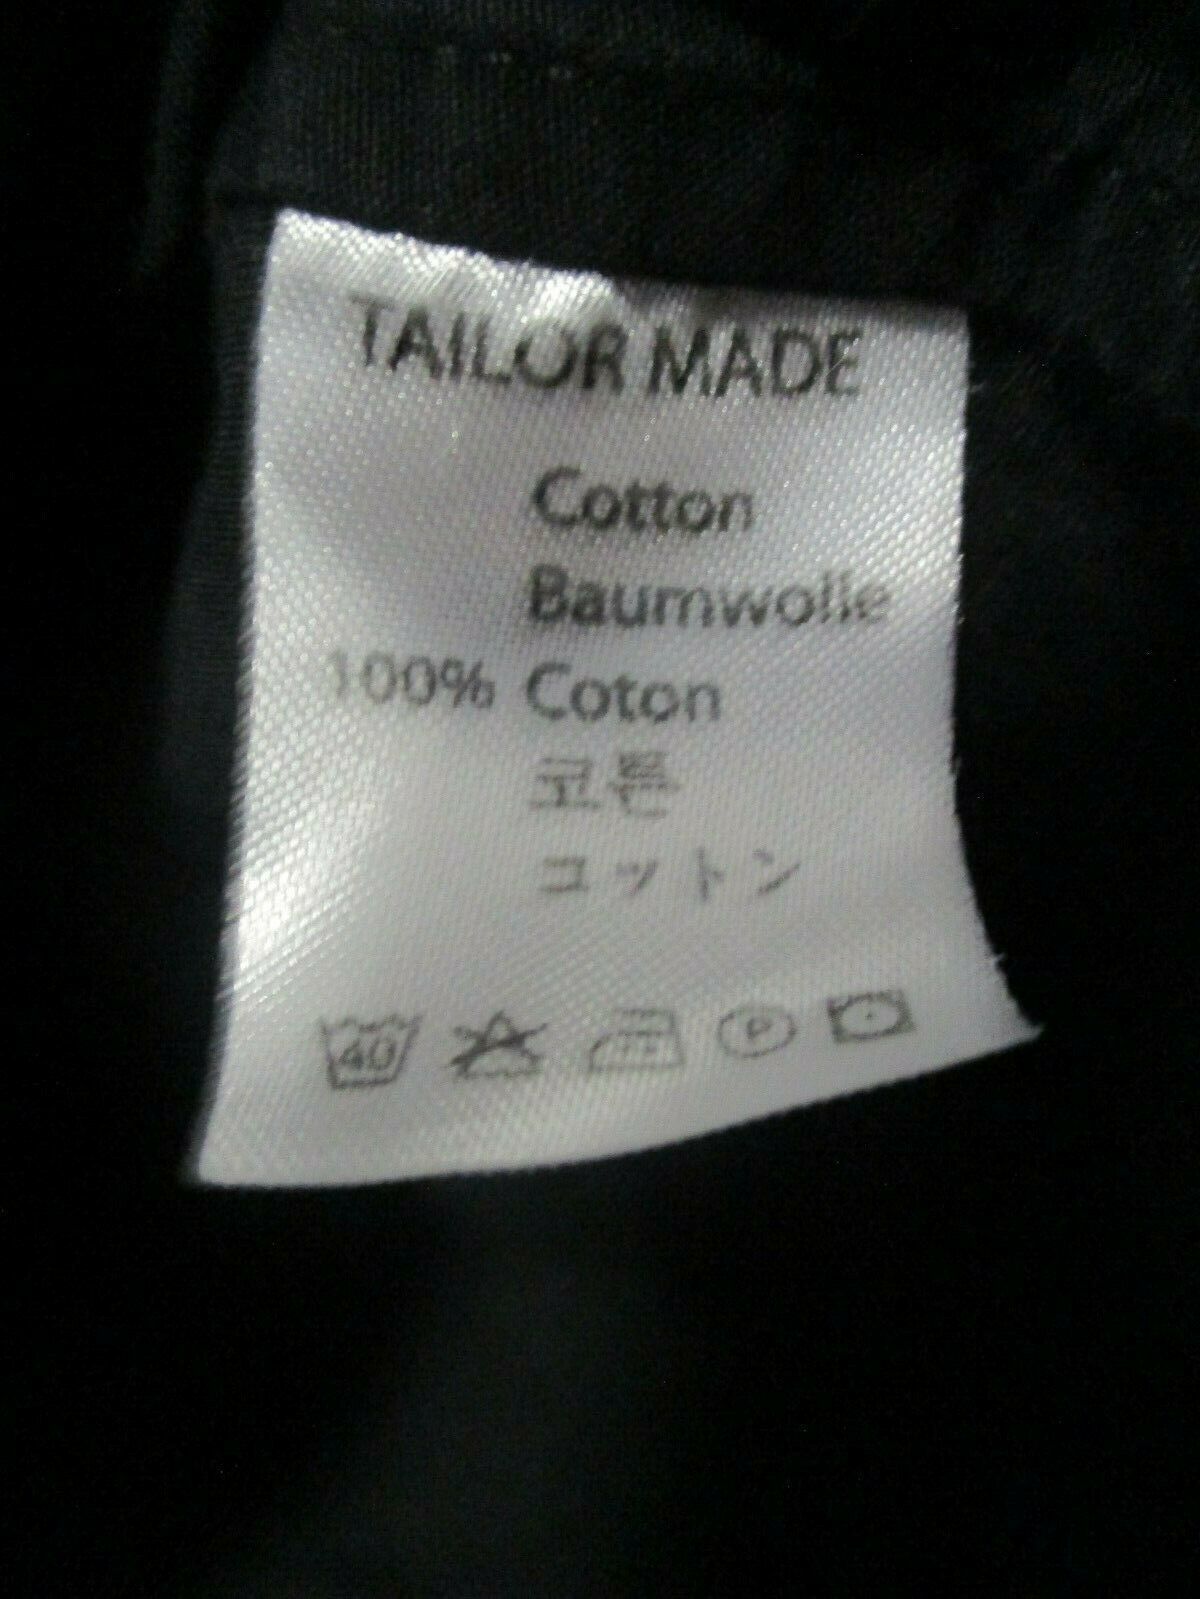 TAILOR MADE
Cotton
Baumwolle
100% Coton
코튼
コットン
40 P